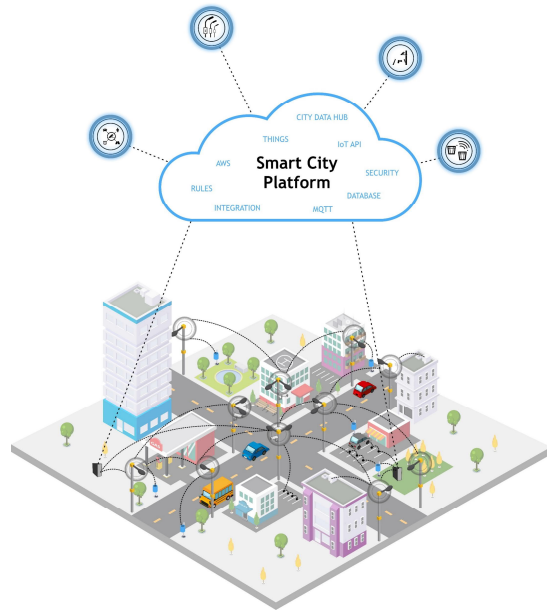 CITY DATA HUB
THINGS
IoT API
AWS
Smart City
Platform
SECURITY
RULES
DATABASE
INTEGRATION
MQTT